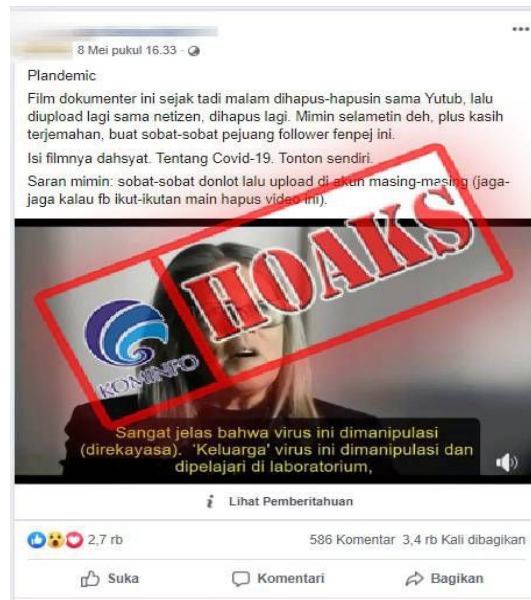 8 Mei pukul 16.33 ·
Plandemic
Film dokumenter ini sejak tadi malam dihapus-hapusin sama Yutub, lalu
diupload lagi sama netizen, dihapus lagi. Mimin selametin deh, plus kasih
terjemahan, buat sobat-sobat pejuang follower fenpej ini.
Isi filmnya dahsyat. Tentang Covid-19. Tonton sendiri.
Saran mimin: sobat-sobat donlot lalu upload di akun masing-masing (jaga-
jaga kalau fb ikut-ikutan main hapus video ini).
HOAKS
KOMINFO
Sangat jelas bahwa virus ini dimanipulasi
(direkayasa). 'Keluarga' virus ini dimanipulasi dan
dipelajari di laboratorium,
Lihat Pemberitahuan
2,7 rb 586 Komentar 3,4 rb Kali dibagikan
Suka Komentari Bagikan